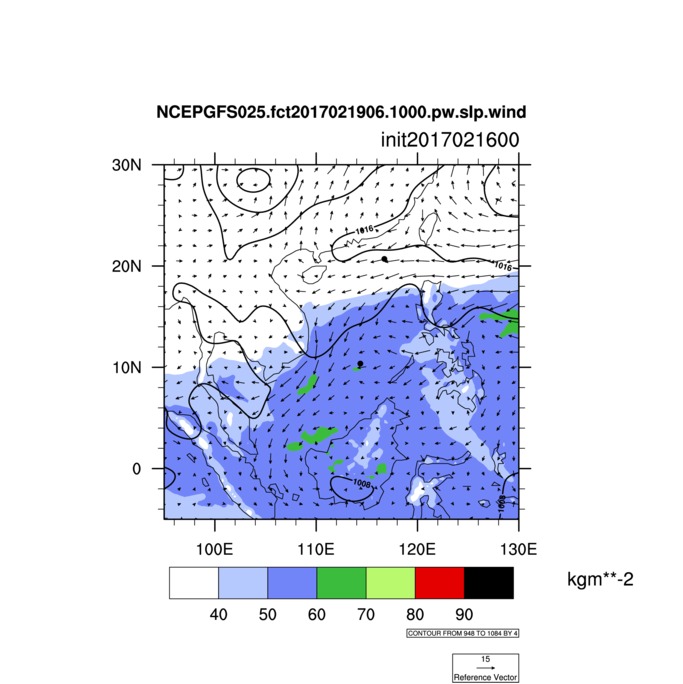 NCEPGFS025.fct2017021906.1000.pw.slp.wind
init2017021600
30N
20N
10N
0
1016
1016
1008
1008
100E
110E
120E
130E
kgm**-2
40
50
60
70
80
90
CONTOUR FROM 948 TO 1084 BY 4
15
Reference Vector